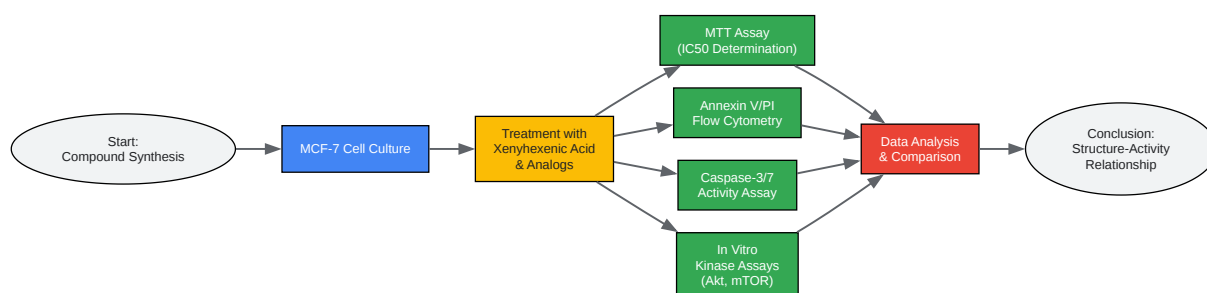 Start:
Compound Synthesis
MCF-7 Cell Culture
Treatment with
Xenyhexenic Acid
& Analogs
MTT Assay
(IC50 Determination)
Annexin V/PI
Flow Cytometry
Caspase-3/7
Activity Assay
In Vitro
Kinase Assays
(Akt, mTOR)
Data Analysis
& Comparison
Conclusion:
Structure-Activity
Relationship